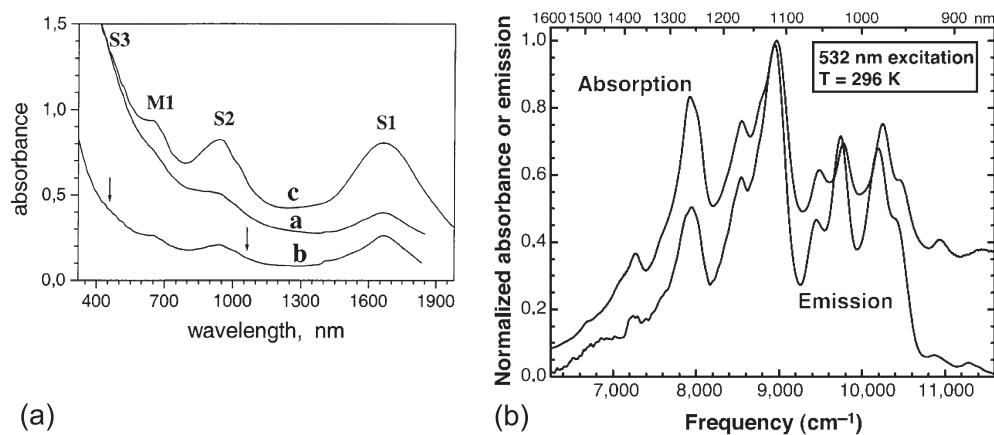 1,5
1,0
0,5
0,0
absorbance
S3
M1
S2
S1
c
a
b
400 700 1000 1300 1600 1900
wavelength, nm
(a)
1600 1500 1400 1300 1200 1100 1000 900 nm
1.0
0.8
0.6
0.4
0.2
0.0
Normalized absorbance or emission
532 nm excitation
T = 296 K
Absorption
Emission
7,000 8,000 9,000 10,000 11,000
Frequency (cm⁻¹)
(b)